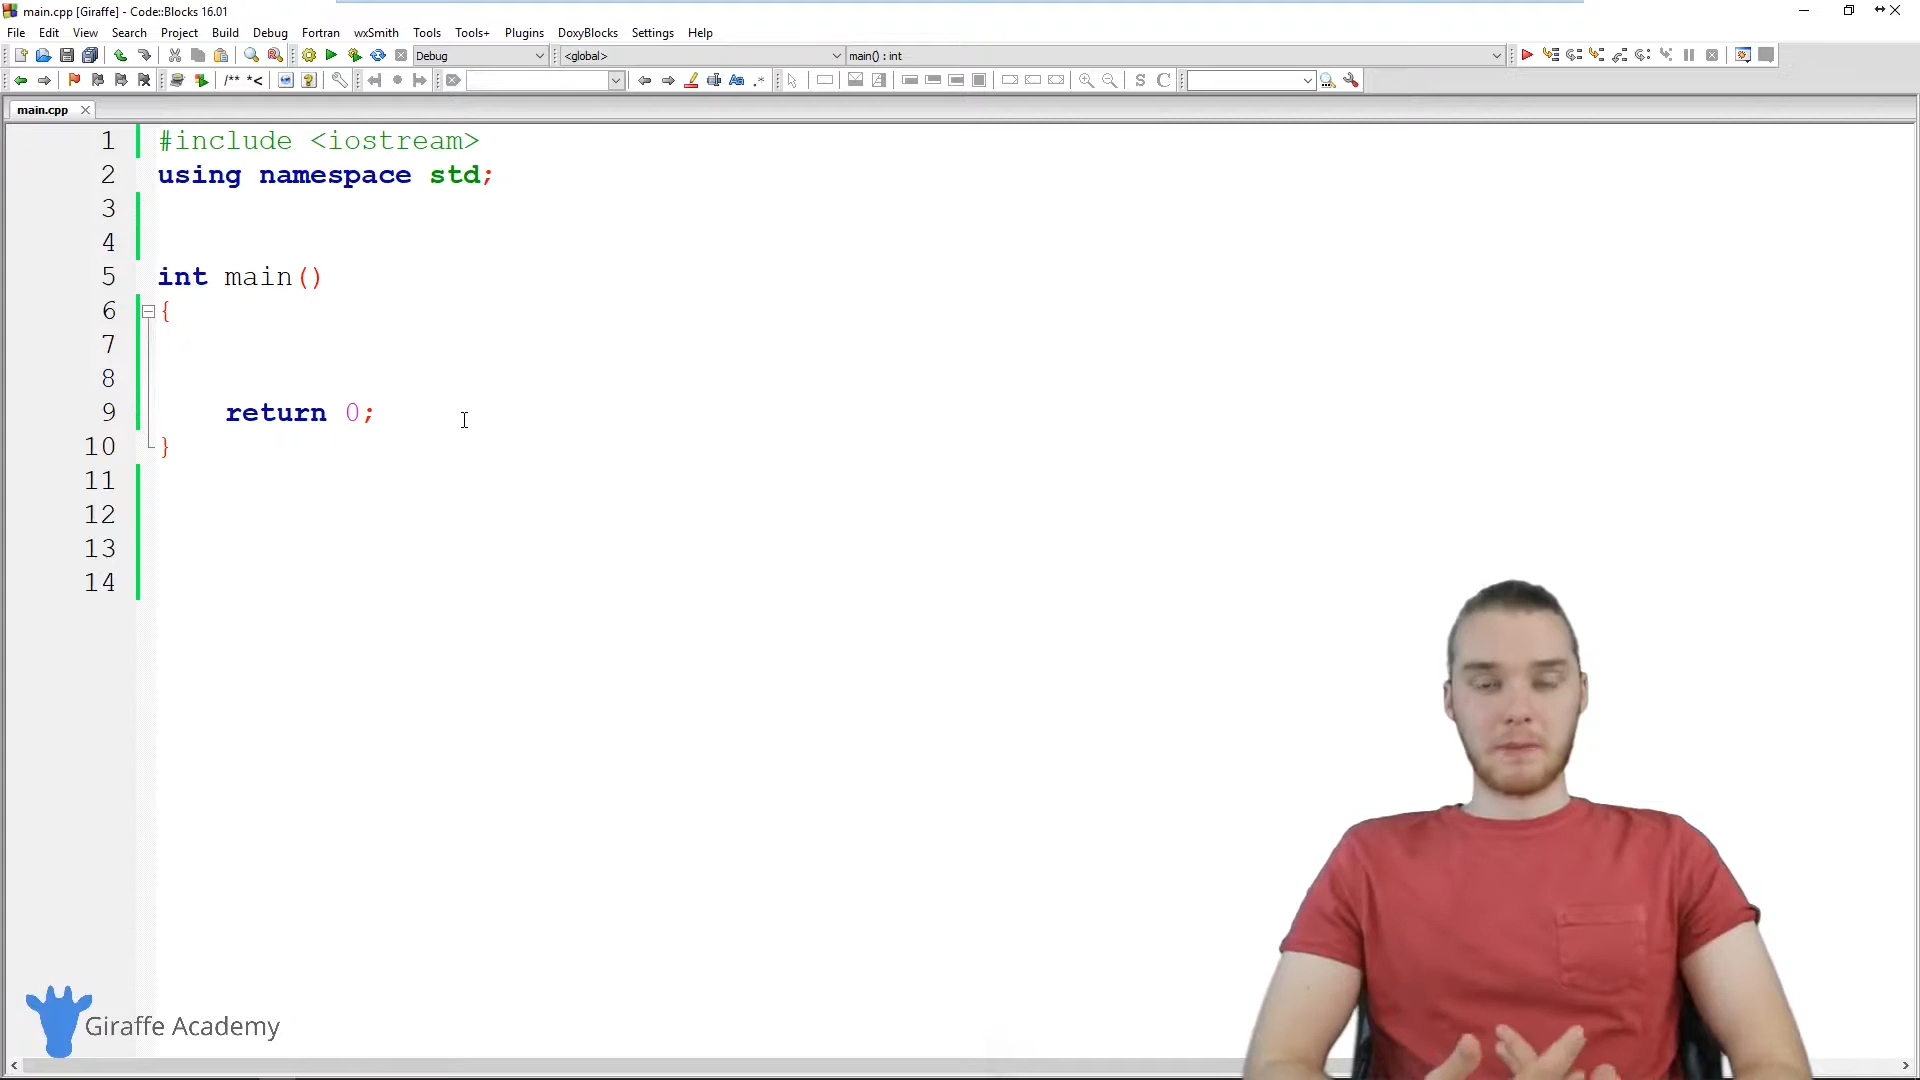 main.cpp [Giraffe] - Code::Blocks 16.01
File Edit View Search Project Build Debug Fortran wxSmith Tools Tools+ Plugins DoxyBlocks Settings Help
Debug <global> main() : int
/** *<
Aa .* S C
main.cpp
1 #include <iostream>
2 using namespace std;
3
4
5 int main()
6 {
7
8
9 return 0;
10 }
11
12
13
14
Giraffe Academy